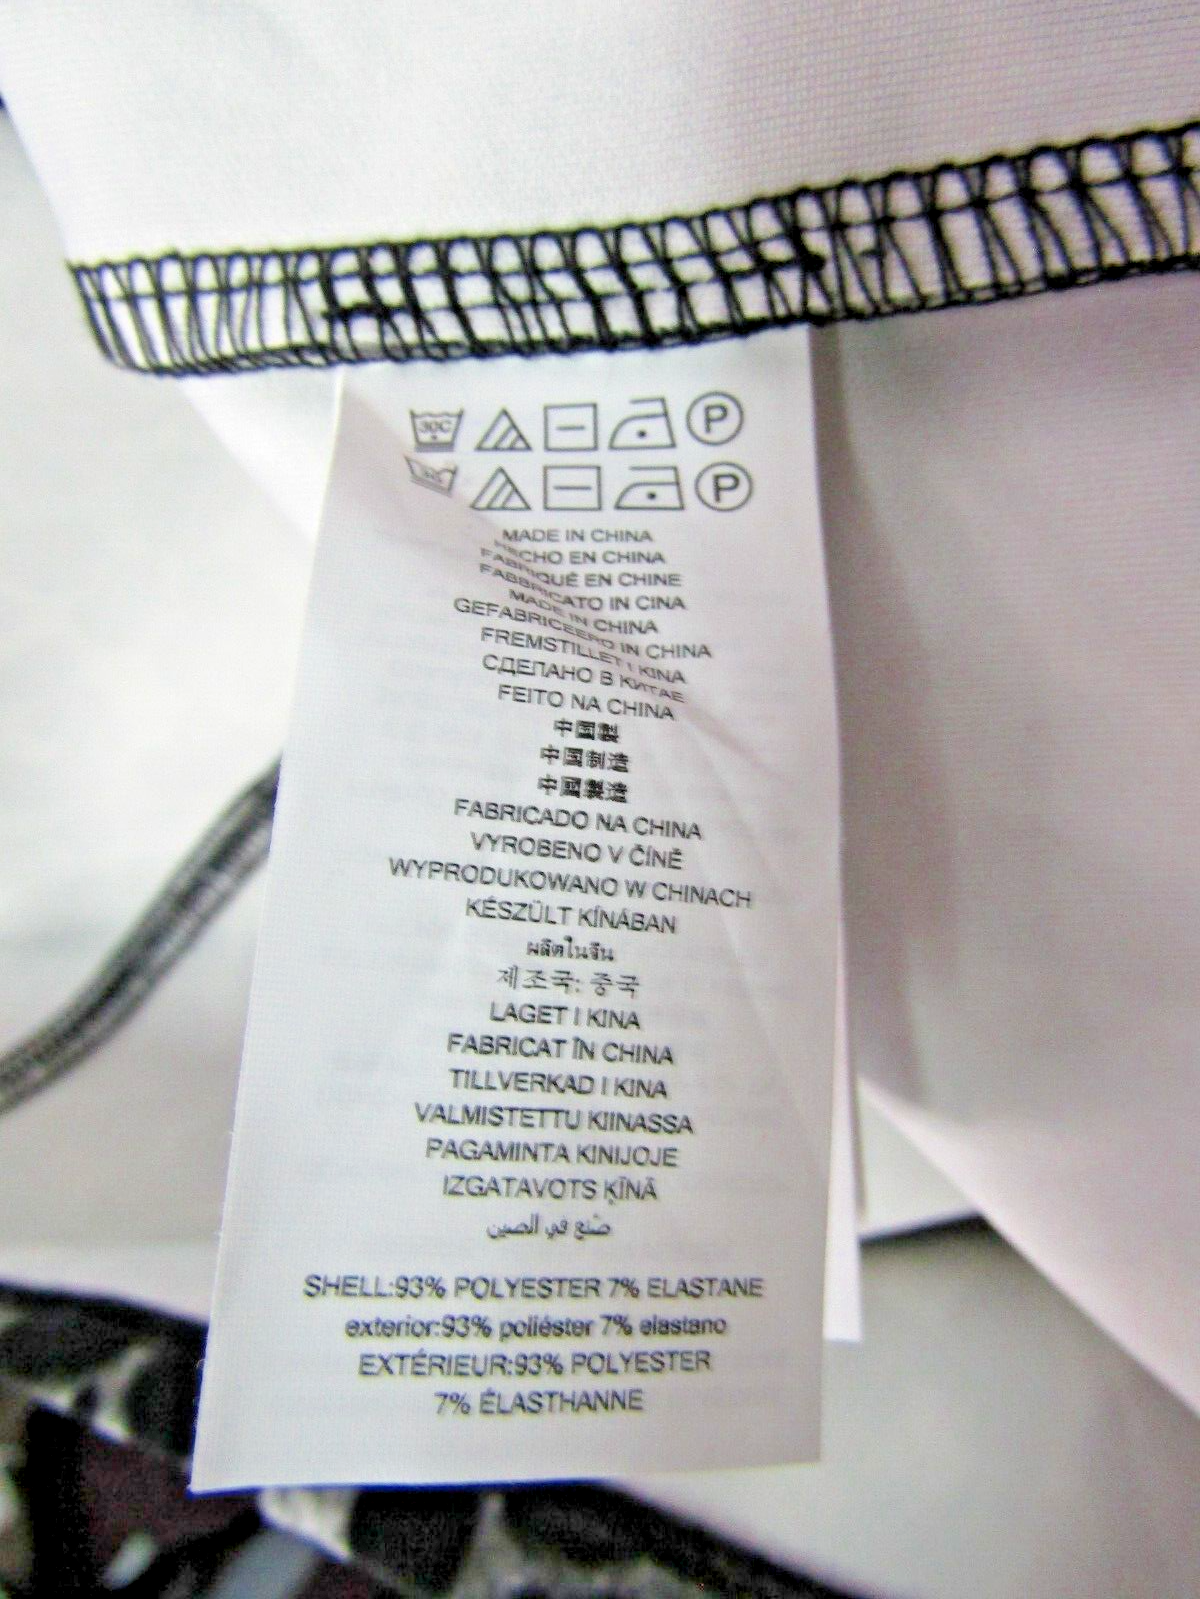 30C P
P
MADE IN CHINA
HECHO EN CHINA
FABRIQUÉ EN CHINE
FABBRICATO IN CINA
MADE IN CHINA
GEFABRICEERD IN CHINA
FREMSTILLET I KINA
СДЕЛАНО В КИТАЕ
FEITO NA CHINA
中國製
中国制造
中國製造
FABRICADO NA CHINA
VYROBENO V ČÍNĚ
WYPRODUKOWANO W CHINACH
KÉSZÜLT KÍNÁBAN
ผลิตในจีน
제조국: 중국
LAGET I KINA
FABRICAT ÎN CHINA
TILLVERKAD I KINA
VALMISTETTU KIINASSA
PAGAMINTA KINIJOJE
IZGATAVOTS ĶĪNĀ
صُنع في الصين
SHELL:93% POLYESTER 7% ELASTANE
exterior:93% poliéster 7% elastano
EXTÉRIEUR:93% POLYESTER
7% ÉLASTHANNE